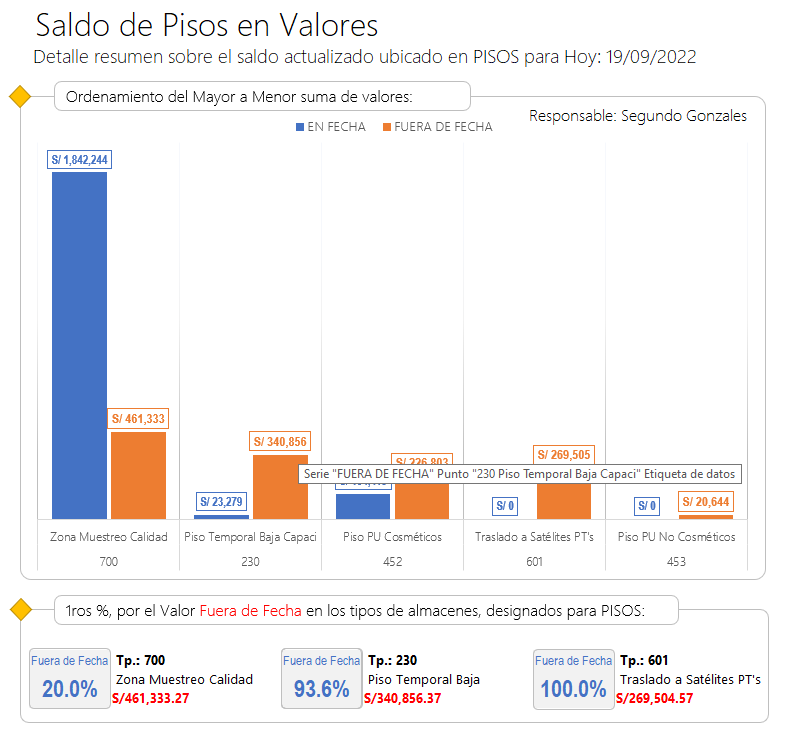 Saldo de Pisos en Valores
Detalle resumen sobre el saldo actualizado ubicado en PISOS para Hoy: 19/09/2022
Ordenamiento del Mayor a Menor suma de valores:
Responsable: Segundo Gonzales
EN FECHA FUERA DE FECHA
S/ 1,842,244
S/ 461,333
S/ 23,279
S/ 340,856
S/ 226,803
S/ 0
S/ 269,505
S/ 0
S/ 20,644
Serie "FUERA DE FECHA" Punto "230 Piso Temporal Baja Capaci" Etiqueta de datos
Zona Muestreo Calidad Piso Temporal Baja Capaci Piso PU Cosméticos Traslado a Satélites PT's Piso PU No Cosméticos
700 230 452 601 453
1ros %, por el Valor Fuera de Fecha en los tipos de almacenes, designados para PISOS:
Fuera de Fecha
20.0%
Tp.: 700
Zona Muestreo Calidad
S/461,333.27
Fuera de Fecha
93.6%
Tp.: 230
Piso Temporal Baja
S/340,856.37
Fuera de Fecha
100.0%
Tp.: 601
Traslado a Satélites PT's
S/269,504.57